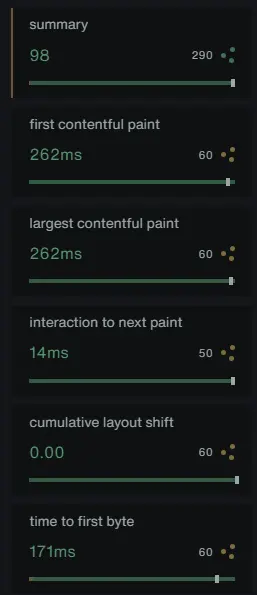 summary
98 290
first contentful paint
262ms 60
largest contentful paint
262ms 60
interaction to next paint
14ms 50
cumulative layout shift
0.00 60
time to first byte
171ms 60